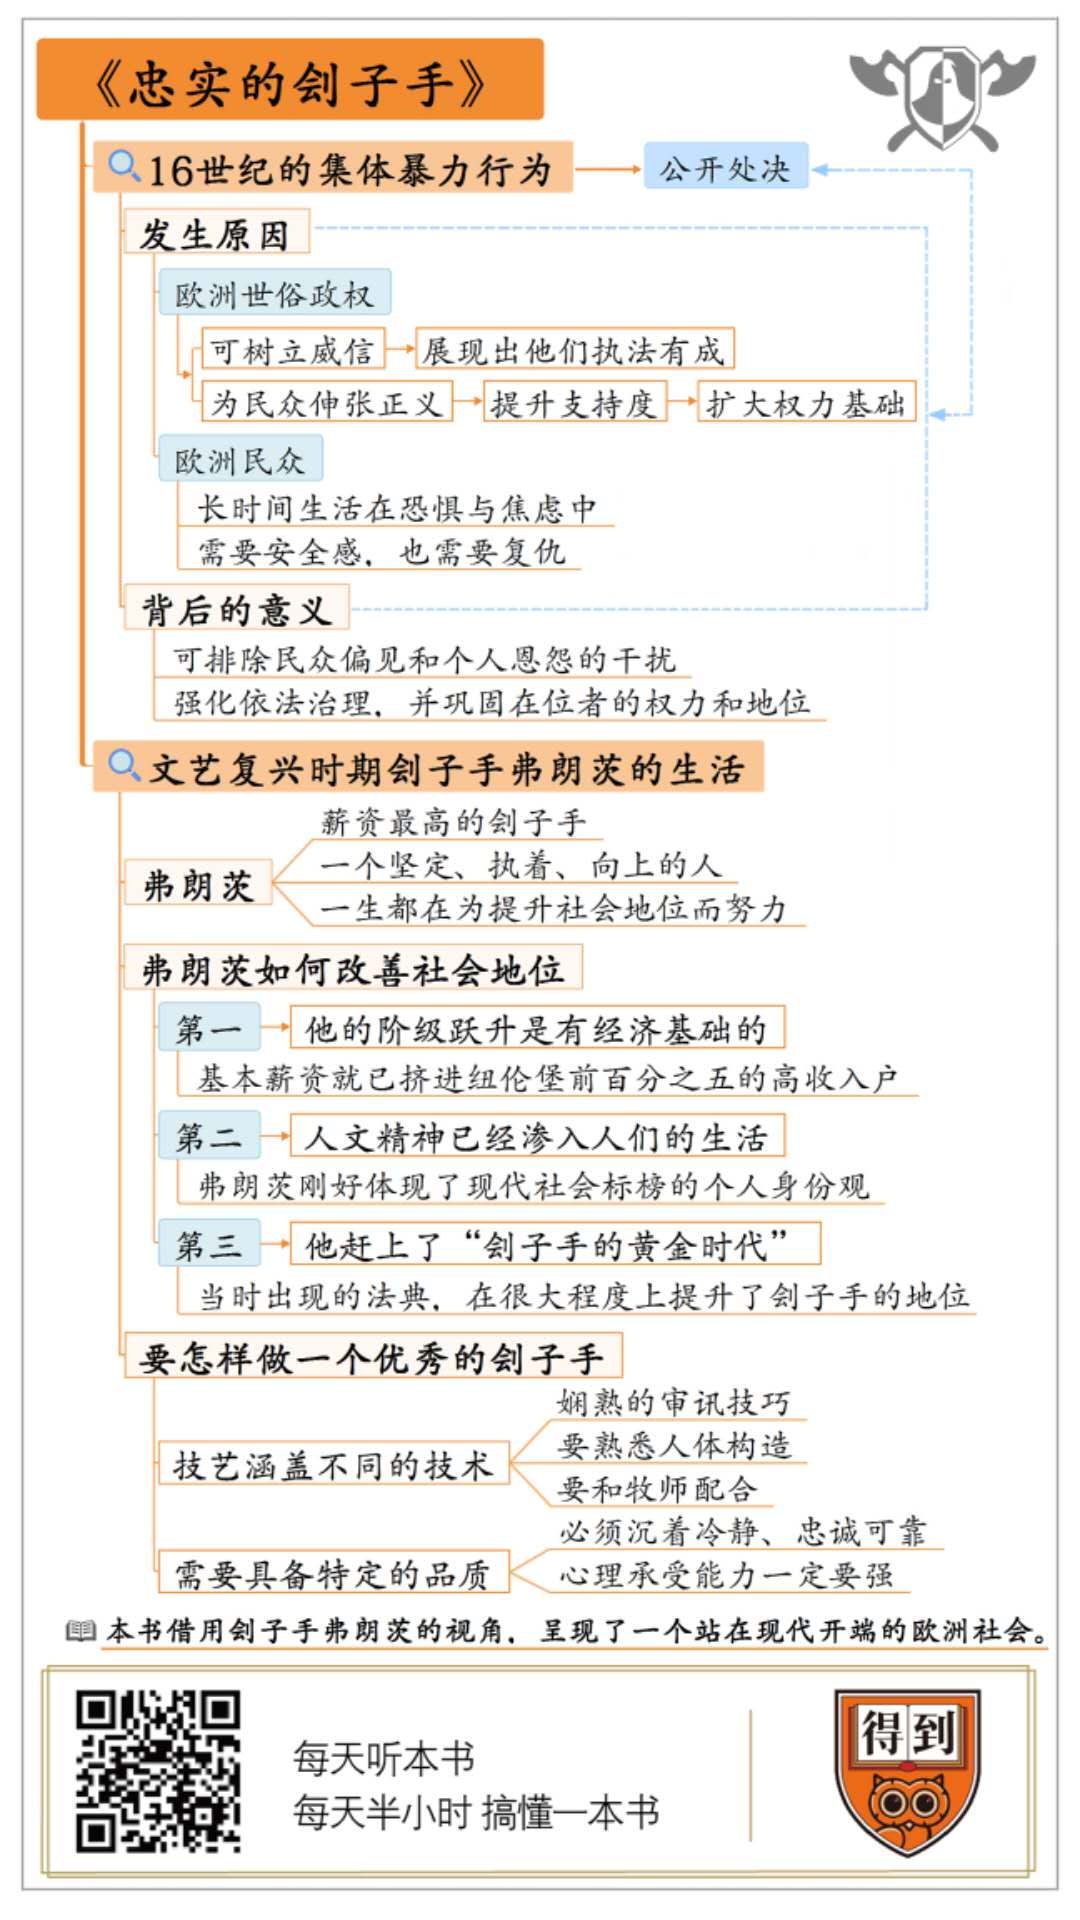 《忠实的刽子手》
16世纪的集体暴力行为
公开处决
发生原因
欧洲世俗政权
可树立威信
展现出他们执法有成
为民众伸张正义
提升支持度
扩大权力基础
欧洲民众
长时间生活在恐惧与焦虑中
需要安全感，也需要复仇
背后的意义
可排除民众偏见和个人恩怨的干扰
强化依法治理，并巩固在位者的权力和地位
文艺复兴时期刽子手弗朗茨的生活
弗朗茨
薪资最高的刽子手
一个坚定、执着、向上的人
一生都在为提升社会地位而努力
弗朗茨如何改善社会地位
第一
他的阶级跃升是有经济基础的
基本薪资就已挤进纽伦堡前百分之五的高收入户
第二
人文精神已经渗入人们的生活
弗朗茨刚好体现了现代社会标榜的个人身份观
第三
他赶上了“刽子手的黄金时代”
当时出现的法典，在很大程度上提升了刽子手的地位
要怎样做一个优秀的刽子手
技艺涵盖不同的技术
娴熟的审讯技巧
要熟悉人体构造
要和牧师配合
需要具备特定的品质
必须沉着冷静、忠诚可靠
心理承受能力一定要强
本书借用刽子手弗朗茨的视角，呈现了一个站在现代开端的欧洲社会。
每天听本书
每天半小时 搞懂一本书
得到